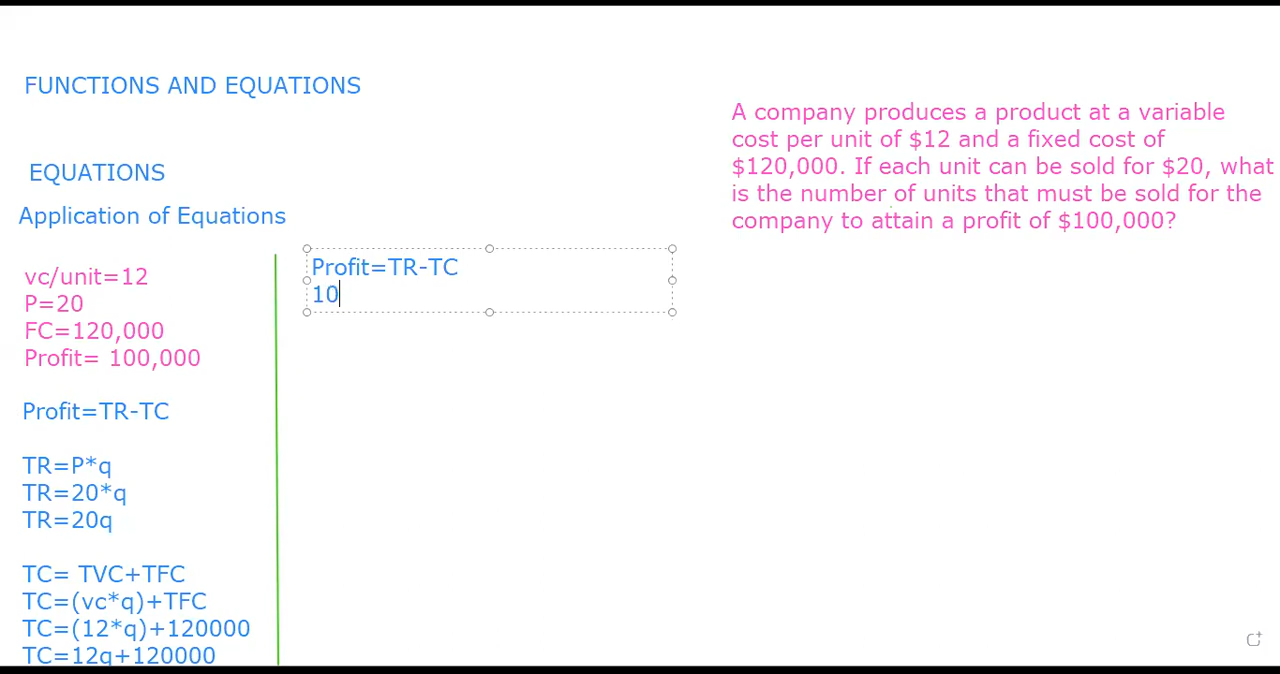 FUNCTIONS AND EQUATIONS
EQUATIONS
Application of Equations
vc/unit=12
P=20
FC=120,000
Profit= 100,000
Profit=TR-TC
TR=P*q
TR=20*q
TR=20q
TC= TVC+TFC
TC=(vc*q)+TFC
TC=(12*q)+120000
TC=12q+120000
Profit=TR-TC
10
A company produces a product at a variable
cost per unit of $12 and a fixed cost of
$120,000. If each unit can be sold for $20, what
is the number of units that must be sold for the
company to attain a profit of $100,000?